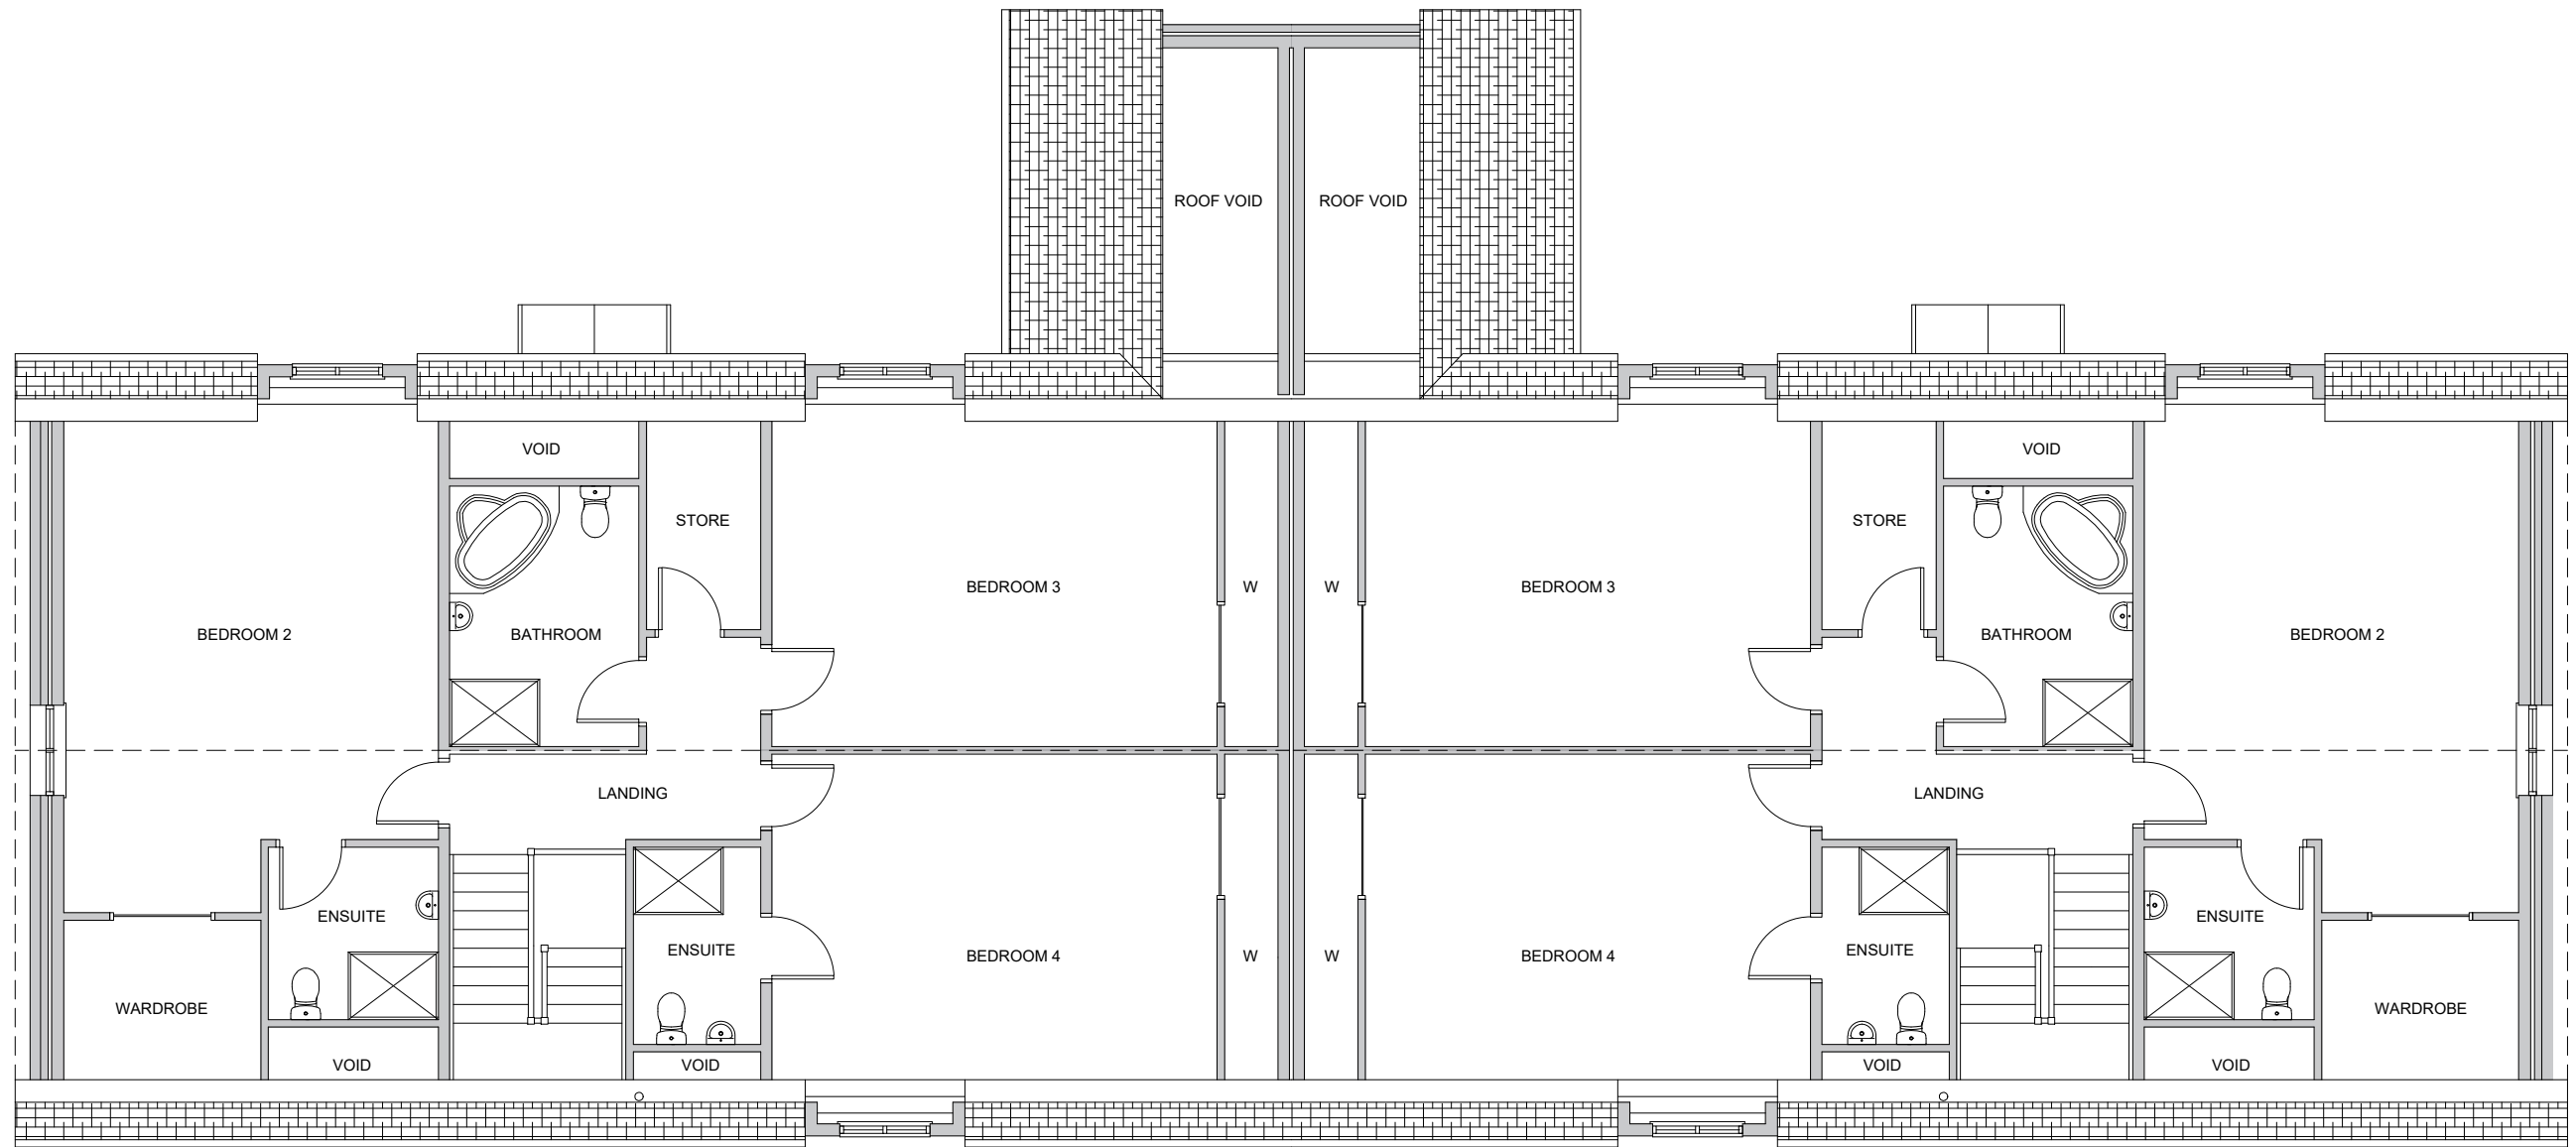 ROOF VOID
ROOF VOID
VOID
VOID
STORE
STORE
BEDROOM 3
W
W
BEDROOM 3
BEDROOM 2
BATHROOM
BATHROOM
BEDROOM 2
LANDING
LANDING
ENSUITE
ENSUITE
ENSUITE
ENSUITE
BEDROOM 4
W
W
BEDROOM 4
WARDROBE
WARDROBE
VOID
VOID
VOID
VOID